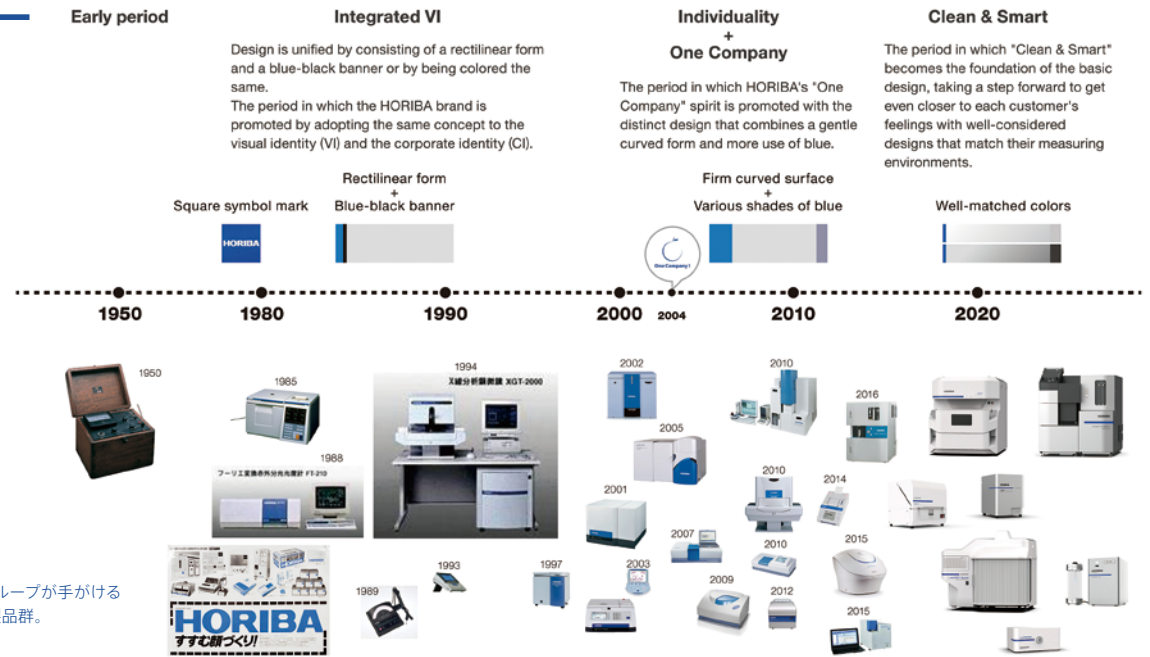 Early period
Integrated VI
Design is unified by consisting of a rectilinear form
and a blue-black banner or by being colored the
same.
The period in which the HORIBA brand is
promoted by adopting the same concept to the
visual identity (VI) and the corporate identity (CI).
Individuality
+
One Company
The period in which HORIBA's "One
Company" spirit is promoted with the
distinct design that combines a gentle
curved form and more use of blue.
Clean & Smart
The period in which "Clean & Smart"
becomes the foundation of the basic
design, taking a step forward to get
even closer to each customer's
feelings with well-considered
designs that match their measuring
environments.
Square symbol mark
HORIBA
Rectilinear form
+
Blue-black banner
One Company!
Firm curved surface
+
Various shades of blue
Well-matched colors
1950
1980
1990
2000
2004
2010
2020
1950
1985
1988
フーリエ変換赤外分光光度計 FT-210
1994
X線分析顕微鏡 XGT-2000
HORIBA
すすむ顔づくり!
1989
1993
1997
2002
2005
2001
2007
2003
2009
2010
2010
2010
2012
2016
2014
2015
2015
ループが手がける
品群。